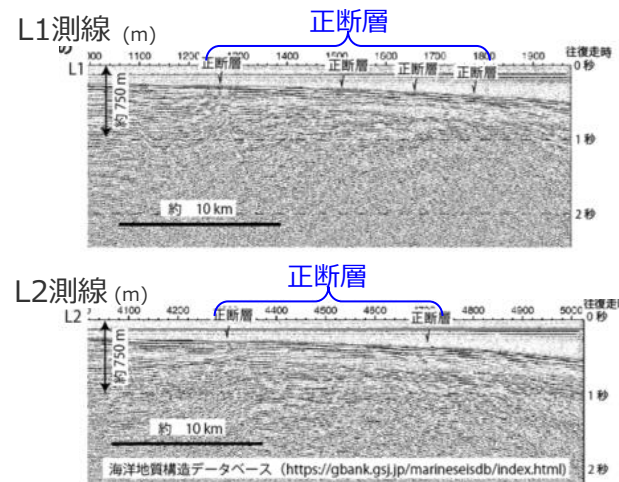 L1測線 (m)
正断層
1100 1200 1300 1400 1500 1600 1700 1800 1900 往復走時
L1 正断層 正断層 正断層 正断層 0秒
約 750 m
1秒
約 10 km
2秒
L2測線 (m)
正断層
4100 4200 4300 4400 4500 4600 4700 4800 4900 5000 往復走時
L2 正断層 正断層 0秒
約 750 m
1秒
約 10 km
海洋地質構造データベース (https://gbank.gsj.jp/marineseisdb/index.html)
2秒